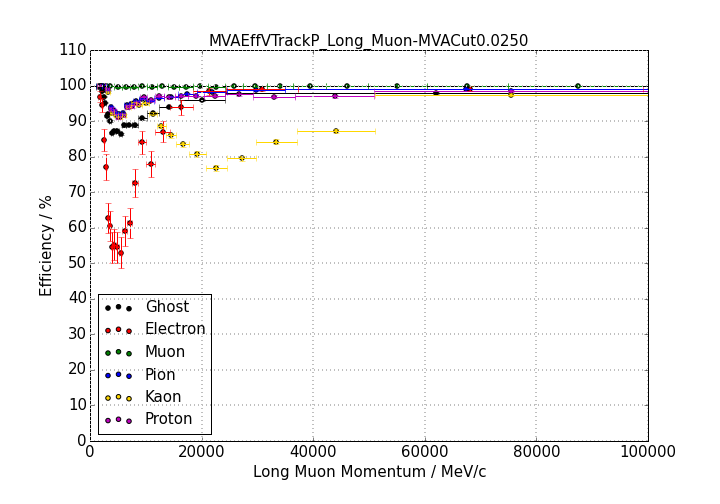 MVAEffVTrackP_Long_Muon-MVACut0.0250
110
100
90
80
70
60
50
40
30
20
10
0
Efficiency / %
Ghost
Electron
Muon
Pion
Kaon
Proton
0 20000 40000 60000 80000 100000
Long Muon Momentum / MeV/c